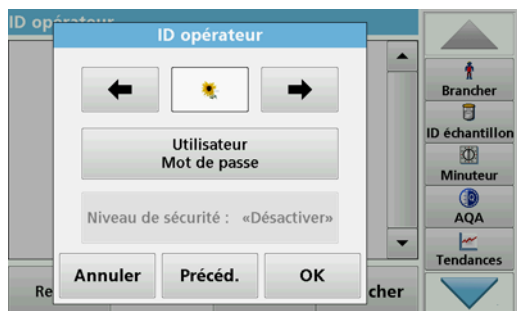 ID opérateur
ID opérateur
Utilisateur
Mot de passe
Niveau de sécurité : «Désactiver»
Annuler
Précéd.
OK
Brancher
ID échantillon
Minuteur
AQA
Tendances